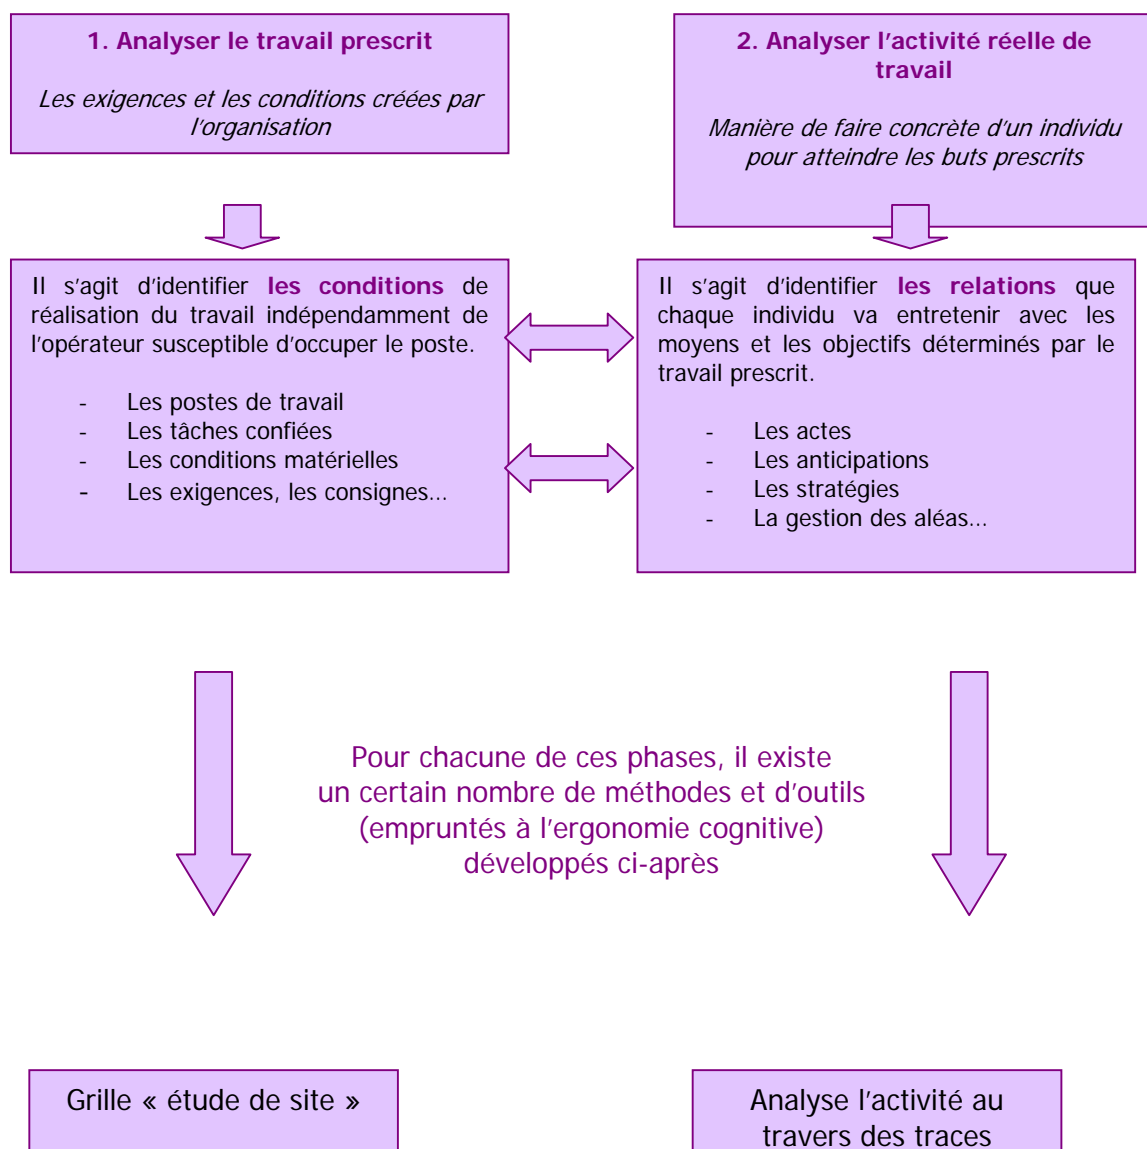 1. Analyser le travail prescrit
Les exigences et les conditions créées par
l'organisation
2. Analyser l'activité réelle de
travail
Manière de faire concrète d'un individu
pour atteindre les buts prescrits
Il s'agit d'identifier les conditions de
réalisation du travail indépendamment de
l'opérateur susceptible d'occuper le poste.
- Les postes de travail
- Les tâches confiées
- Les conditions matérielles
- Les exigences, les consignes...
Il s'agit d'identifier les relations que
chaque individu va entretenir avec les
moyens et les objectifs déterminés par le
travail prescrit.
- Les actes
- Les anticipations
- Les stratégies
- La gestion des aléas...
Pour chacune de ces phases, il existe
un certain nombre de méthodes et d'outils
(empruntés à l'ergonomie cognitive)
développés ci-après
Grille « étude de site »
Analyse l'activité au
travers des traces